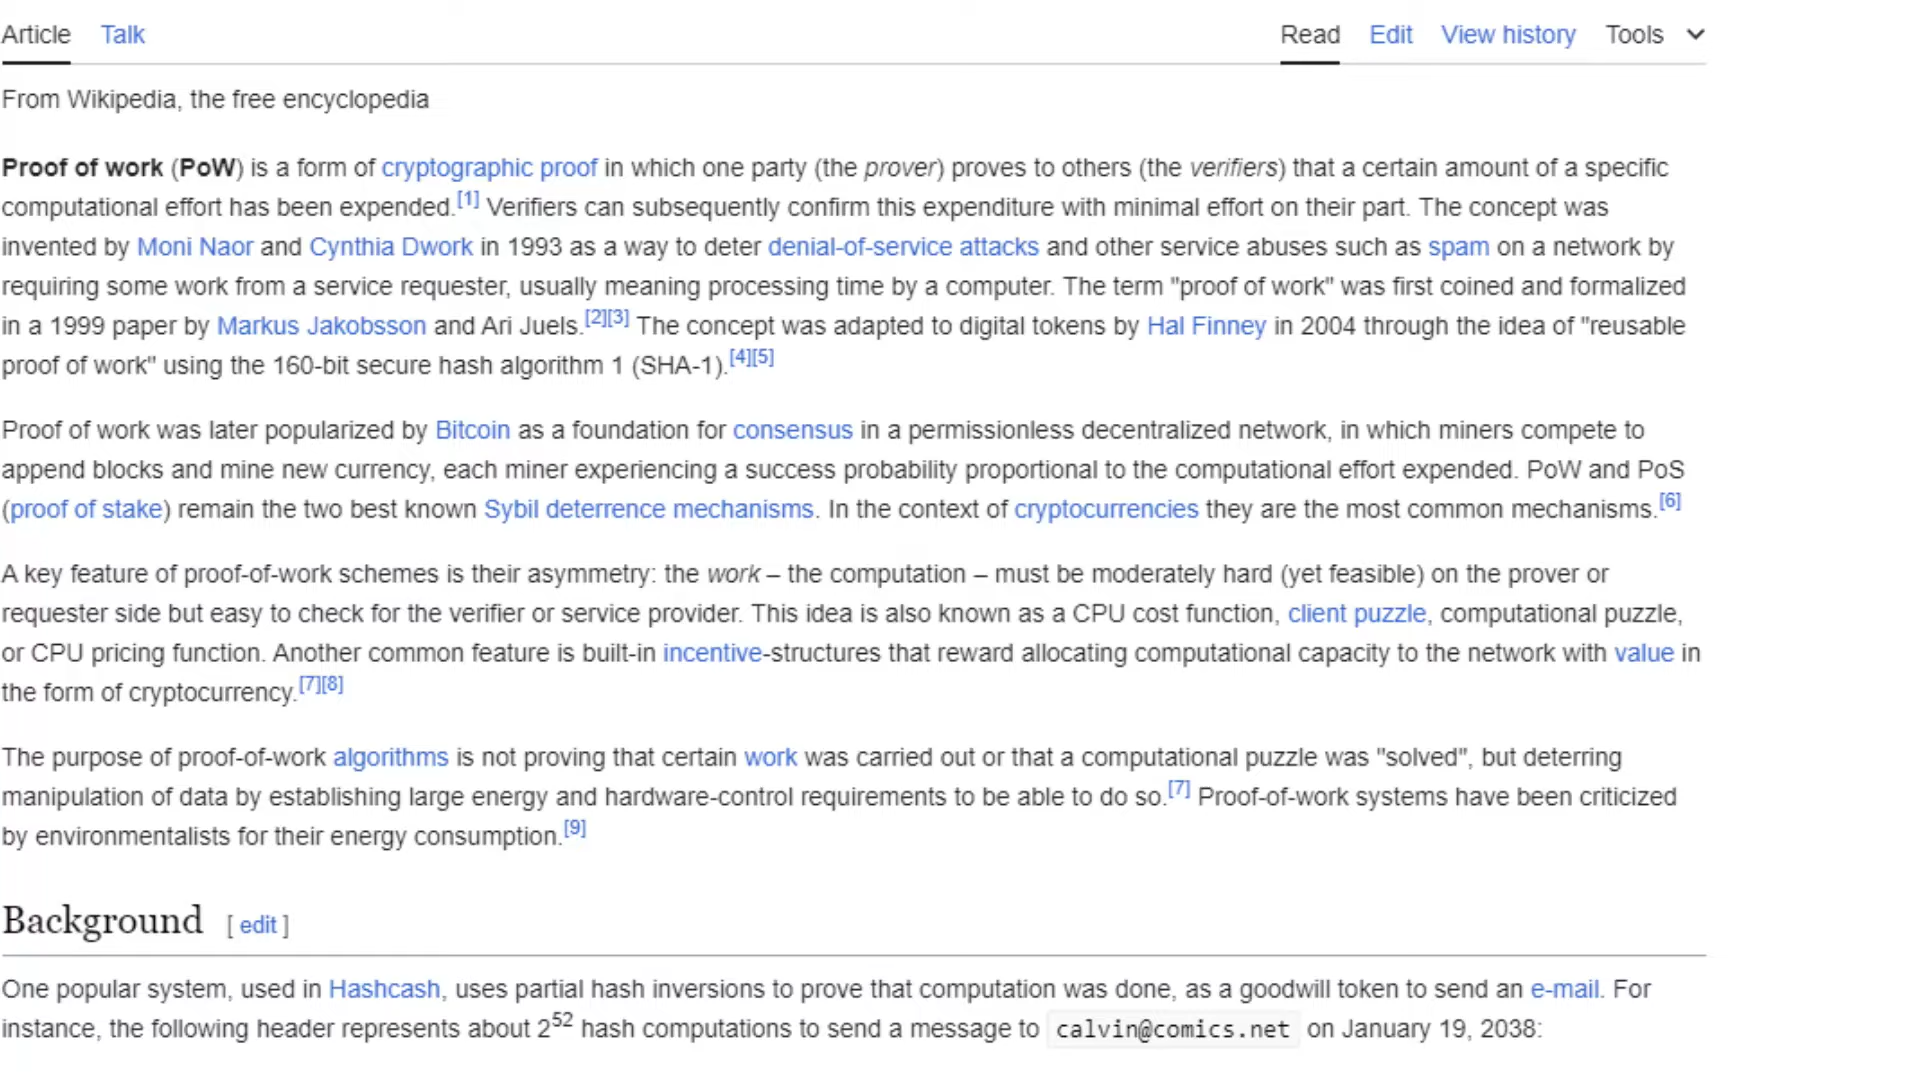 Article Talk Read Edit View history Tools
From Wikipedia, the free encyclopedia
Proof of work (PoW) is a form of cryptographic proof in which one party (the prover) proves to others (the verifiers) that a certain amount of a specific
computational effort has been expended.[1] Verifiers can subsequently confirm this expenditure with minimal effort on their part. The concept was
invented by Moni Naor and Cynthia Dwork in 1993 as a way to deter denial-of-service attacks and other service abuses such as spam on a network by
requiring some work from a service requester, usually meaning processing time by a computer. The term "proof of work" was first coined and formalized
in a 1999 paper by Markus Jakobsson and Ari Juels.[2][3] The concept was adapted to digital tokens by Hal Finney in 2004 through the idea of "reusable
proof of work" using the 160-bit secure hash algorithm 1 (SHA-1).[4][5]
Proof of work was later popularized by Bitcoin as a foundation for consensus in a permissionless decentralized network, in which miners compete to
append blocks and mine new currency, each miner experiencing a success probability proportional to the computational effort expended. PoW and PoS
(proof of stake) remain the two best known Sybil deterrence mechanisms. In the context of cryptocurrencies they are the most common mechanisms.[6]
A key feature of proof-of-work schemes is their asymmetry: the work – the computation – must be moderately hard (yet feasible) on the prover or
requester side but easy to check for the verifier or service provider. This idea is also known as a CPU cost function, client puzzle, computational puzzle,
or CPU pricing function. Another common feature is built-in incentive-structures that reward allocating computational capacity to the network with value in
the form of cryptocurrency.[7][8]
The purpose of proof-of-work algorithms is not proving that certain work was carried out or that a computational puzzle was "solved", but deterring
manipulation of data by establishing large energy and hardware-control requirements to be able to do so.[7] Proof-of-work systems have been criticized
by environmentalists for their energy consumption.[9]
Background [ edit ]
One popular system, used in Hashcash, uses partial hash inversions to prove that computation was done, as a goodwill token to send an e-mail. For
instance, the following header represents about 2⁵² hash computations to send a message to calvin@comics.net on January 19, 2038: